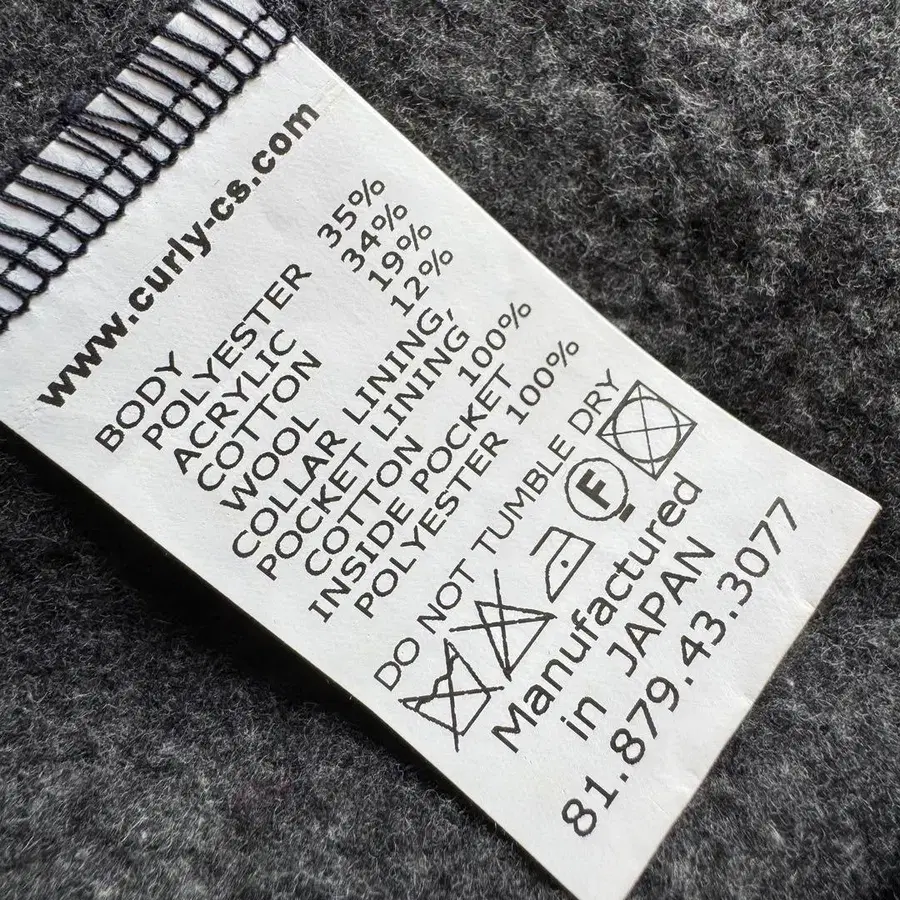 www.curly-cs.com
BODY
POLYESTER 35%
ACRYLIC 34%
COTTON 19%
WOOL 12%
COLLAR LINING,
POCKET LINING
COTTON 100%
INSIDE POCKET
POLYESTER 100%
DO NOT TUMBLE DRY
F
Manufactured
in JAPAN
81.879.43.3077